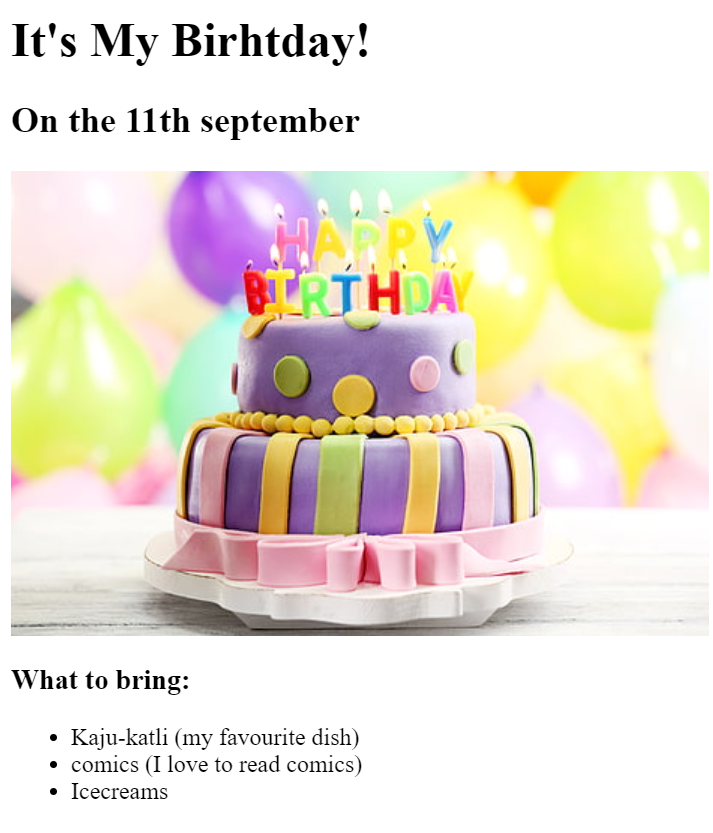 It's My Birhtday!
On the 11th september
HAPPY
BIRTHDAY
What to bring:
Kaju-katli (my favourite dish)
comics (I love to read comics)
Icecreams